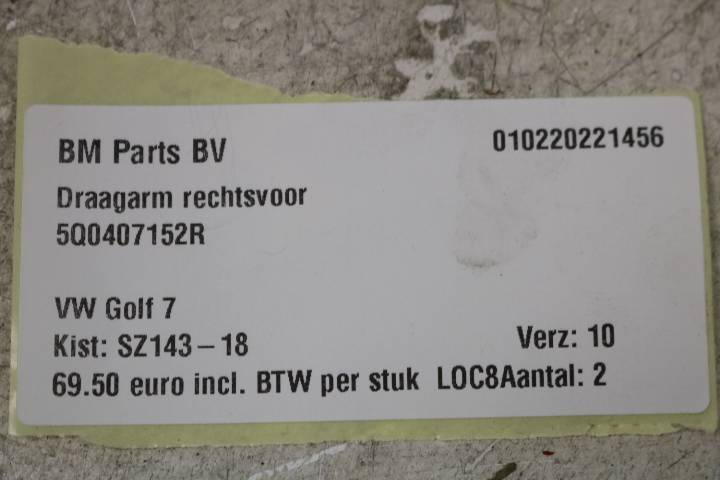 BM Parts BV 010220221456
Draagarm rechtsvoor
5Q0407152R
VW Golf 7
Kist: SZ143-18 Verz: 10
69.50 euro incl. BTW per stuk LOC8Aantal: 2